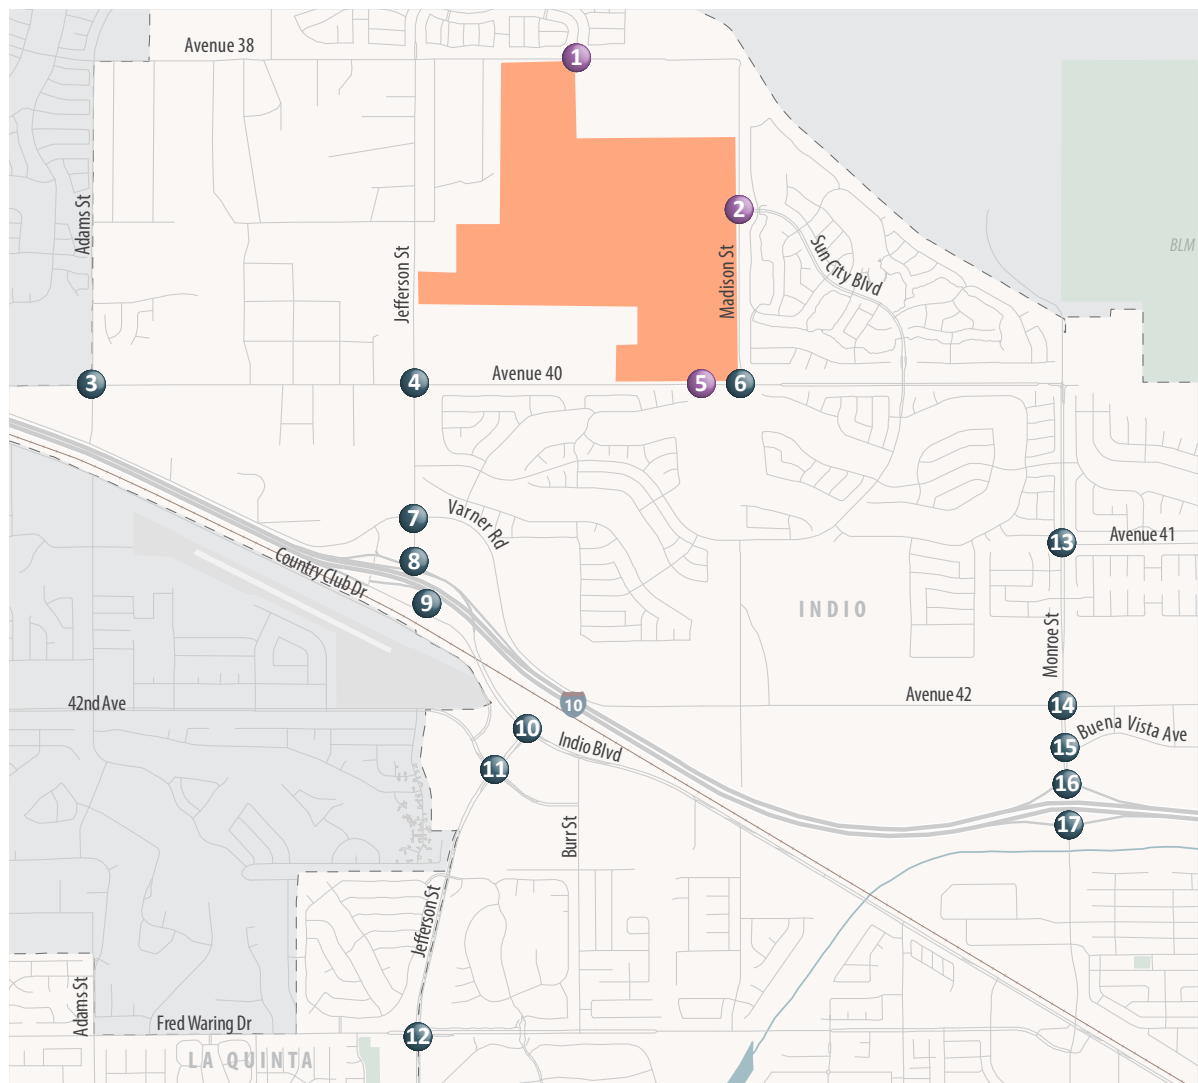 Avenue 38
1
Adams St
2
Sun City Blvd
BLM
Jefferson St
Madison St
3
4
Avenue 40
5
6
7
Varner Rd
8
Country Club Dr
9
13
Avenue 41
INDIO
Monroe St
42nd Ave
10
Avenue 42
14
10
Indio Blvd
Buena Vista Ave
15
11
16
17
Burr St
Jefferson St
Adams St
Fred Waring Dr
12
LA QUINTA